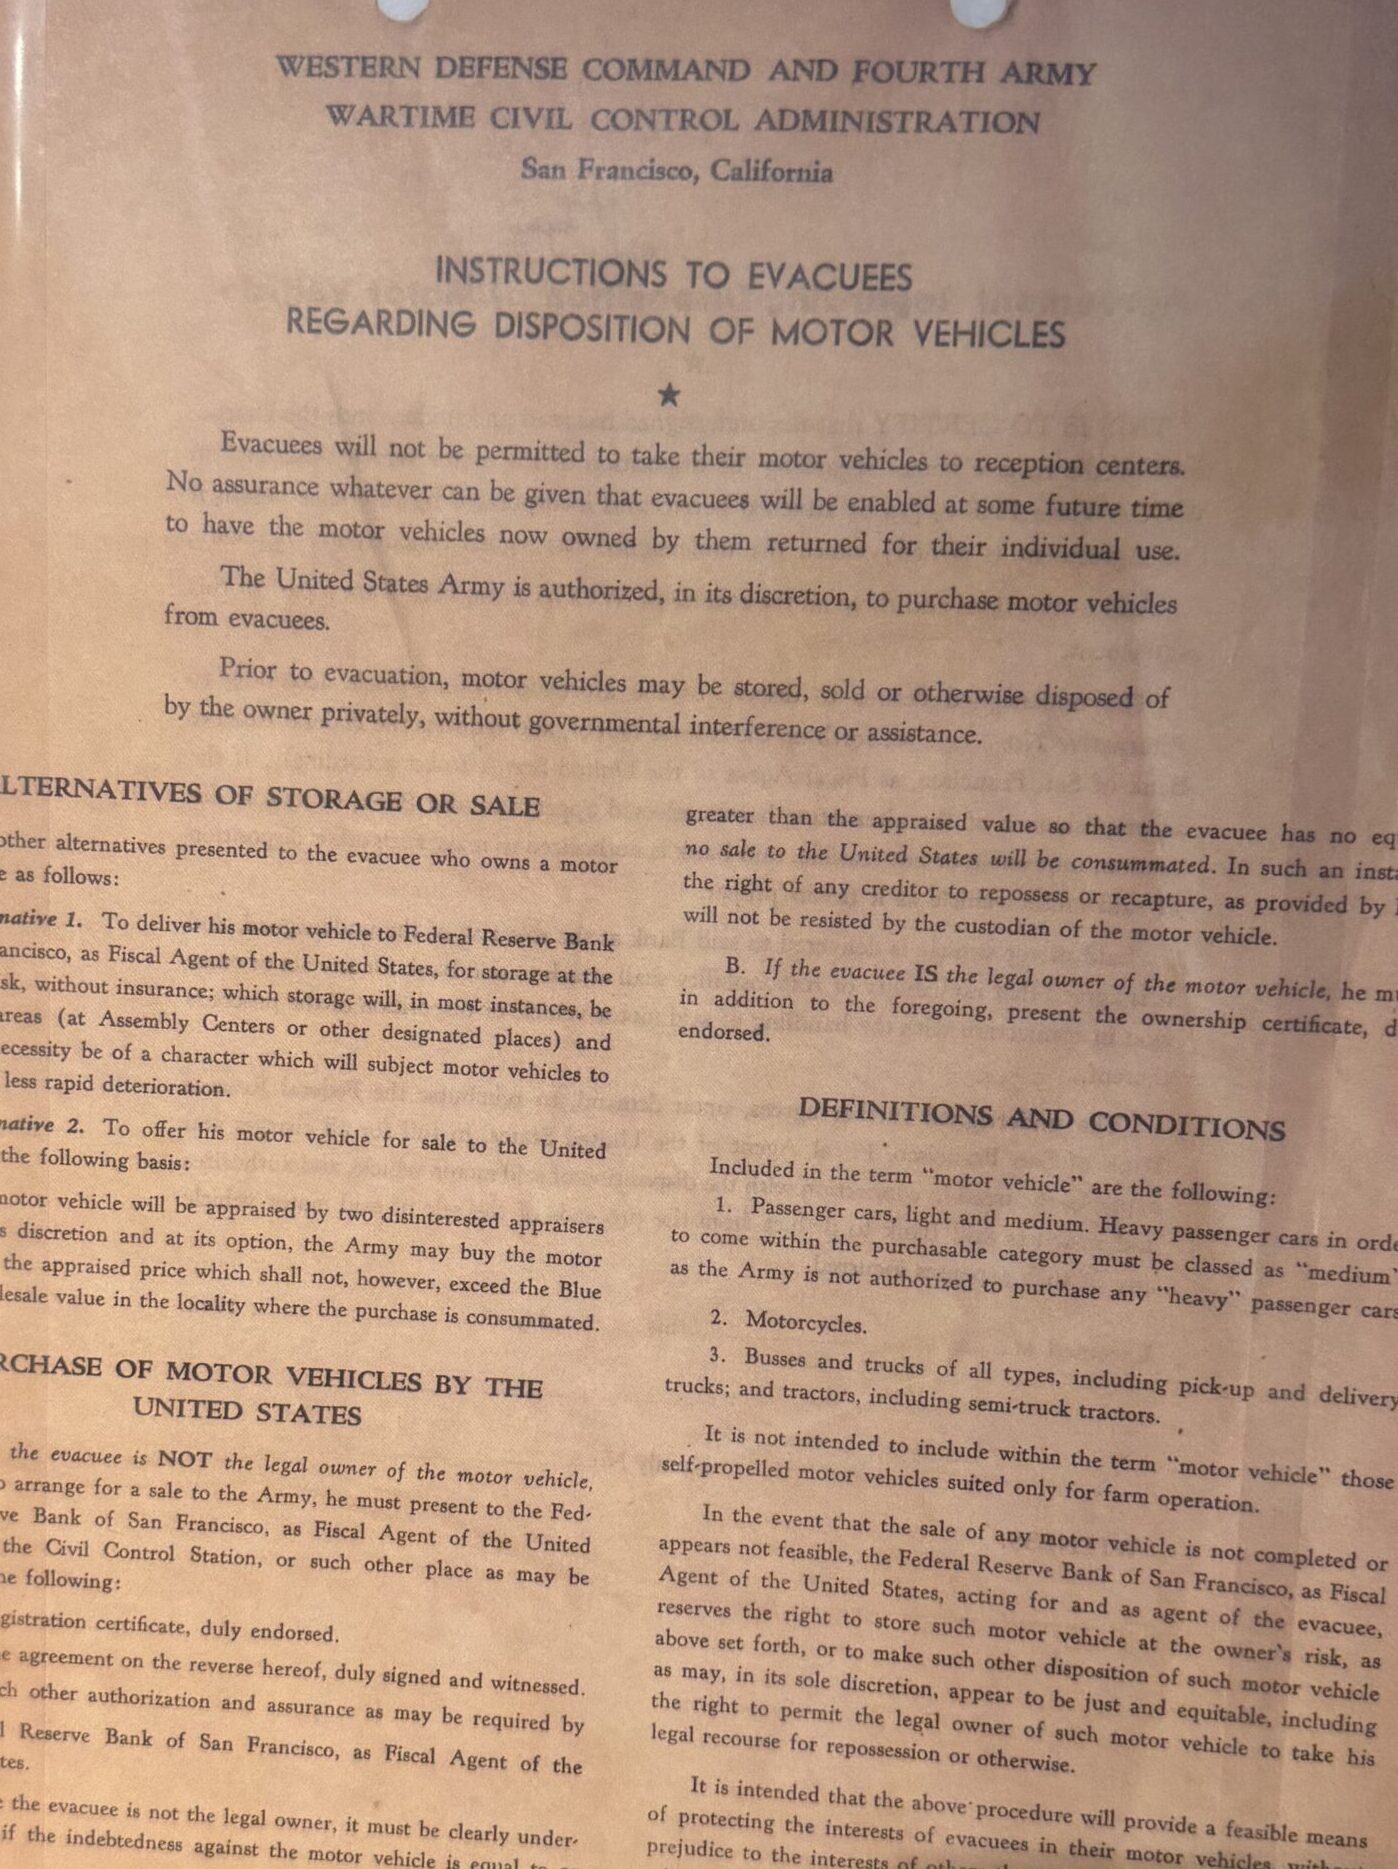 WESTERN DEFENSE COMMAND AND FOURTH ARMY
WARTIME CIVIL CONTROL ADMINISTRATION
San Francisco, California
INSTRUCTIONS TO EVACUEES
REGARDING DISPOSITION OF MOTOR VEHICLES
★
Evacuees will not be permitted to take their motor vehicles to reception centers.
No assurance whatever can be given that evacuees will be enabled at some future time
to have the motor vehicles now owned by them returned for their individual use.
The United States Army is authorized, in its discretion, to purchase motor vehicles
from evacuees.
Prior to evacuation, motor vehicles may be stored, sold or otherwise disposed of
by the owner privately, without governmental interference or assistance.
LTERNATIVES OF STORAGE OR SALE
other alternatives presented to the evacuee who owns a motor
e as follows:
native 1. To deliver his motor vehicle to Federal Reserve Bank
ancisco, as Fiscal Agent of the United States, for storage at the
sk, without insurance; which storage will, in most instances, be
areas (at Assembly Centers or other designated places) and
ecessity be of a character which will subject motor vehicles to
less rapid deterioration.
native 2. To offer his motor vehicle for sale to the United
the following basis:
motor vehicle will be appraised by two disinterested appraisers
s discretion and at its option, the Army may buy the motor
the appraised price which shall not, however, exceed the Blue
lesale value in the locality where the purchase is consummated.
RCHASE OF MOTOR VEHICLES BY THE
UNITED STATES
the evacuee is NOT the legal owner of the motor vehicle,
o arrange for a sale to the Army, he must present to the Fed-
ve Bank of San Francisco, as Fiscal Agent of the United
the Civil Control Station, or such other place as may be
he following:
gistration certificate, duly endorsed.
e agreement on the reverse hereof, duly signed and witnessed.
ch other authorization and assurance as may be required by
l Reserve Bank of San Francisco, as Fiscal Agent of the
tes.
e the evacuee is not the legal owner, it must be clearly under-
if the indebtedness against the motor vehicle is equal
greater than the appraised value so that the evacuee has no eq
no sale to the United States will be consummated. In such an inst
the right of any creditor to repossess or recapture, as provided by
will not be resisted by the custodian of the motor vehicle.
B. If the evacuee IS the legal owner of the motor vehicle, he m
in addition to the foregoing, present the ownership certificate, d
endorsed.
DEFINITIONS AND CONDITIONS
Included in the term "motor vehicle" are the following:
1. Passenger cars, light and medium. Heavy passenger cars in orde
to come within the purchasable category must be classed as "medium"
as the Army is not authorized to purchase any "heavy" passenger cars
2. Motorcycles.
3. Busses and trucks of all types, including pick-up and delivery
trucks; and tractors, including semi-truck tractors.
It is not intended to include within the term "motor vehicle" those
self-propelled motor vehicles suited only for farm operation.
In the event that the sale of any motor vehicle is not completed or
appears not feasible, the Federal Reserve Bank of San Francisco, as Fiscal
Agent of the United States, acting for and as agent of the evacuee,
reserves the right to store such motor vehicle at the owner's risk, as
above set forth, or to make such other disposition of such motor vehicle
as may, in its sole discretion, appear to be just and equitable, including
the right to permit the legal owner of such motor vehicle to take his
legal recourse for repossession or otherwise.
It is intended that the above procedure will provide a feasible means
of protecting the interests of evacuees in their motor vehicles,
prejudice to the interests of